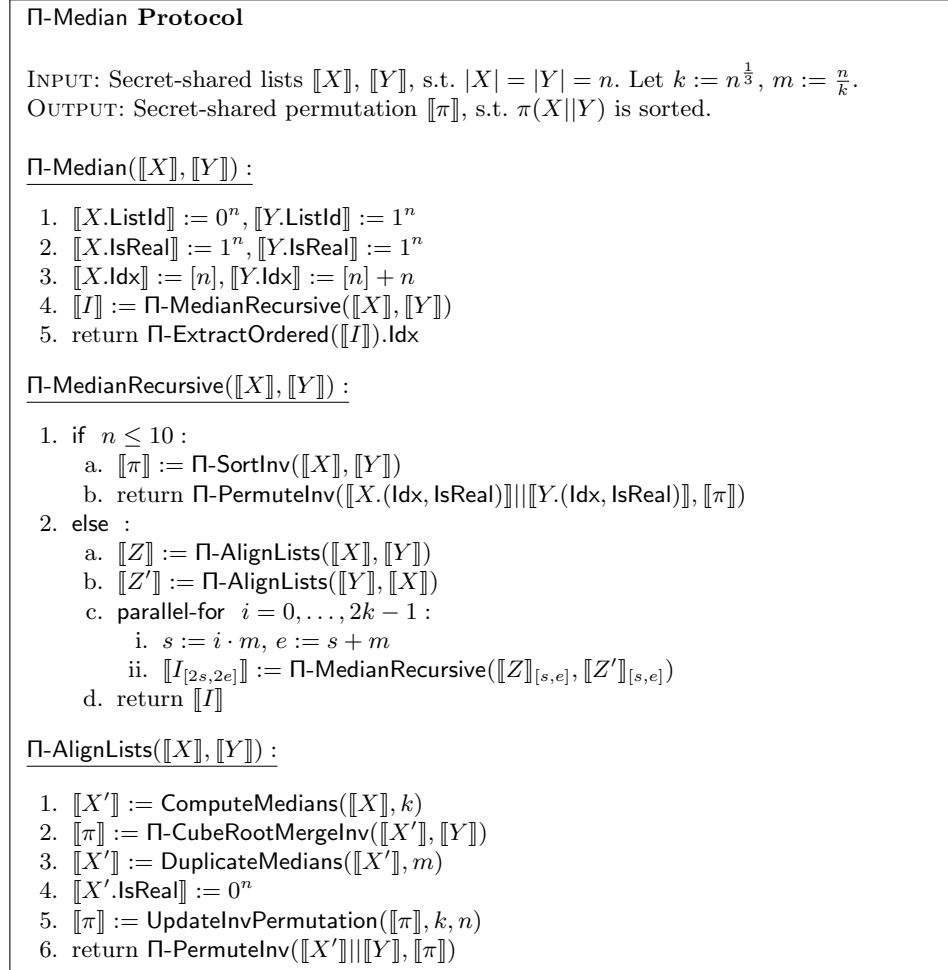 Π-Median Protocol
INPUT: Secret-shared lists ⟦X⟧, ⟦Y⟧, s.t. |X| = |Y| = n. Let k := n^{1/3}, m := n/k.
OUTPUT: Secret-shared permutation ⟦π⟧, s.t. π(X||Y) is sorted.
Π-Median(⟦X⟧, ⟦Y⟧) :
1. ⟦X.ListId⟧ := 0^n, ⟦Y.ListId⟧ := 1^n
2. ⟦X.IsReal⟧ := 1^n, ⟦Y.IsReal⟧ := 1^n
3. ⟦X.Idx⟧ := [n], ⟦Y.Idx⟧ := [n] + n
4. ⟦I⟧ := Π-MedianRecursive(⟦X⟧, ⟦Y⟧)
5. return Π-ExtractOrdered(⟦I⟧).Idx
Π-MedianRecursive(⟦X⟧, ⟦Y⟧) :
1. if n ≤ 10 :
a. ⟦π⟧ := Π-SortInv(⟦X⟧, ⟦Y⟧)
b. return Π-PermuteInv(⟦X.(Idx, IsReal)⟧||⟦Y.(Idx, IsReal)⟧, ⟦π⟧)
2. else :
a. ⟦Z⟧ := Π-AlignLists(⟦X⟧, ⟦Y⟧)
b. ⟦Z′⟧ := Π-AlignLists(⟦Y⟧, ⟦X⟧)
c. parallel-for i = 0, . . . , 2k − 1 :
i. s := i · m, e := s + m
ii. ⟦I_{[2s,2e]}⟧ := Π-MedianRecursive(⟦Z⟧_{[s,e]}, ⟦Z′⟧_{[s,e]})
d. return ⟦I⟧
Π-AlignLists(⟦X⟧, ⟦Y⟧) :
1. ⟦X′⟧ := ComputeMedians(⟦X⟧, k)
2. ⟦π⟧ := Π-CubeRootMergeInv(⟦X′⟧, ⟦Y⟧)
3. ⟦X′⟧ := DuplicateMedians(⟦X′⟧, m)
4. ⟦X′.IsReal⟧ := 0^n
5. ⟦π⟧ := UpdateInvPermutation(⟦π⟧, k, n)
6. return Π-PermuteInv(⟦X′⟧||⟦Y⟧, ⟦π⟧)